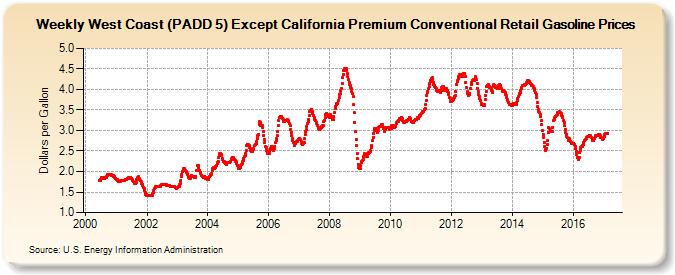 Weekly West Coast (PADD 5) Except California Premium Conventional Retail Gasoline Prices
Dollars per Gallon
5.0
4.5
4.0
3.5
3.0
2.5
2.0
1.5
1.0
2000 2002 2004 2006 2008 2010 2012 2014 2016
Source: U.S. Energy Information Administration